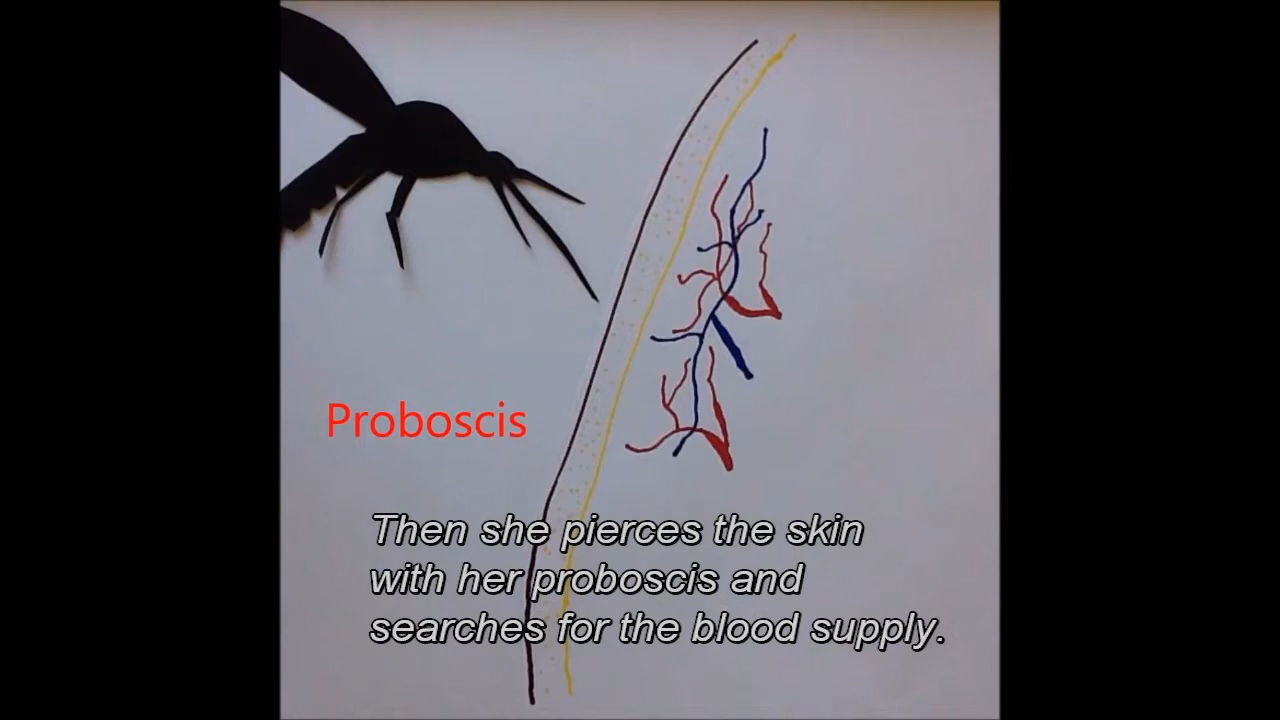 Proboscis
Then she pierces the skin
with her proboscis and
searches for the blood supply.